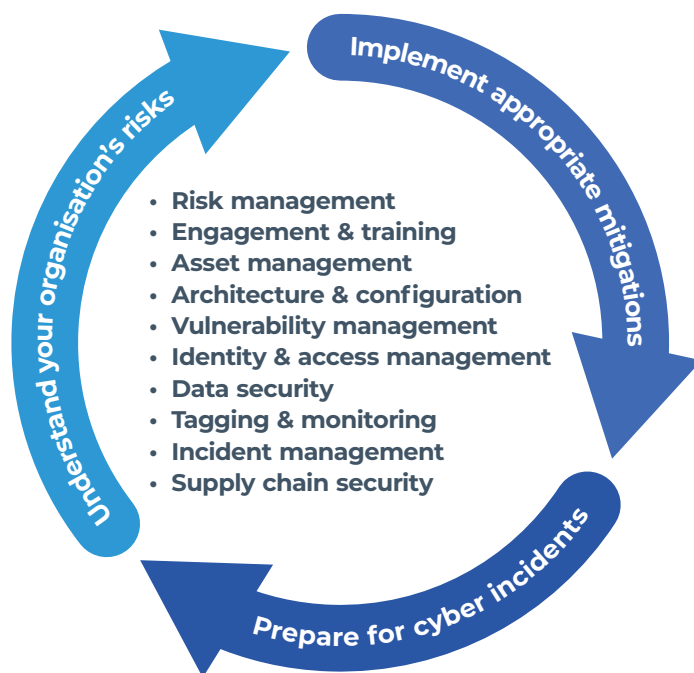 Understand your organisation's risks
Implement appropriate mitigations
• Risk management
• Engagement & training
• Asset management
• Architecture & configuration
• Vulnerability management
• Identity & access management
• Data security
• Tagging & monitoring
• Incident management
• Supply chain security
Prepare for cyber incidents